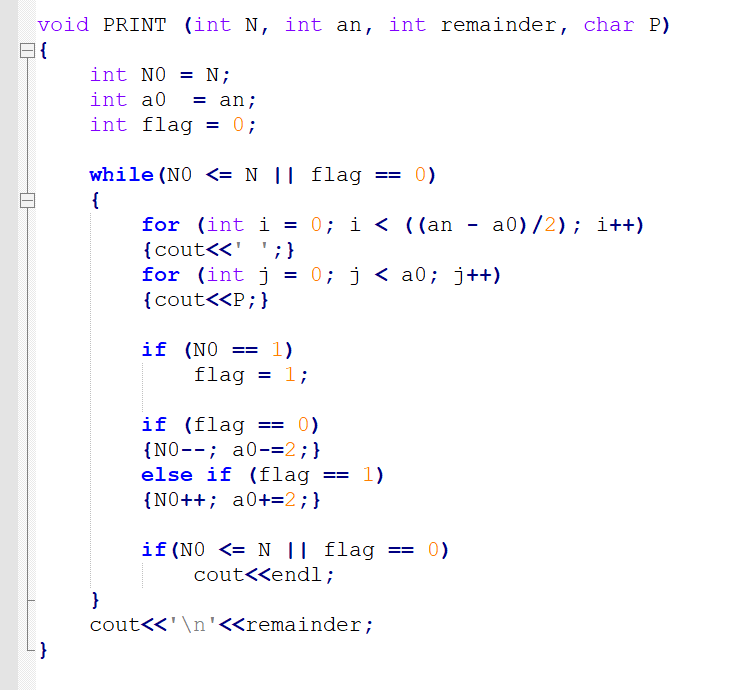 void PRINT (int N, int an, int remainder, char P)
{
int N0 = N;
int a0 = an;
int flag = 0;
while(N0 <= N || flag == 0)
{
for (int i = 0; i < ((an - a0)/2); i++)
{cout<<' ';}
for (int j = 0; j < a0; j++)
{cout<<P;}
if (N0 == 1)
flag = 1;
if (flag == 0)
{N0--; a0-=2;}
else if (flag == 1)
{N0++; a0+=2;}
if(N0 <= N || flag == 0)
cout<<endl;
}
cout<<'\n'<<remainder;
}